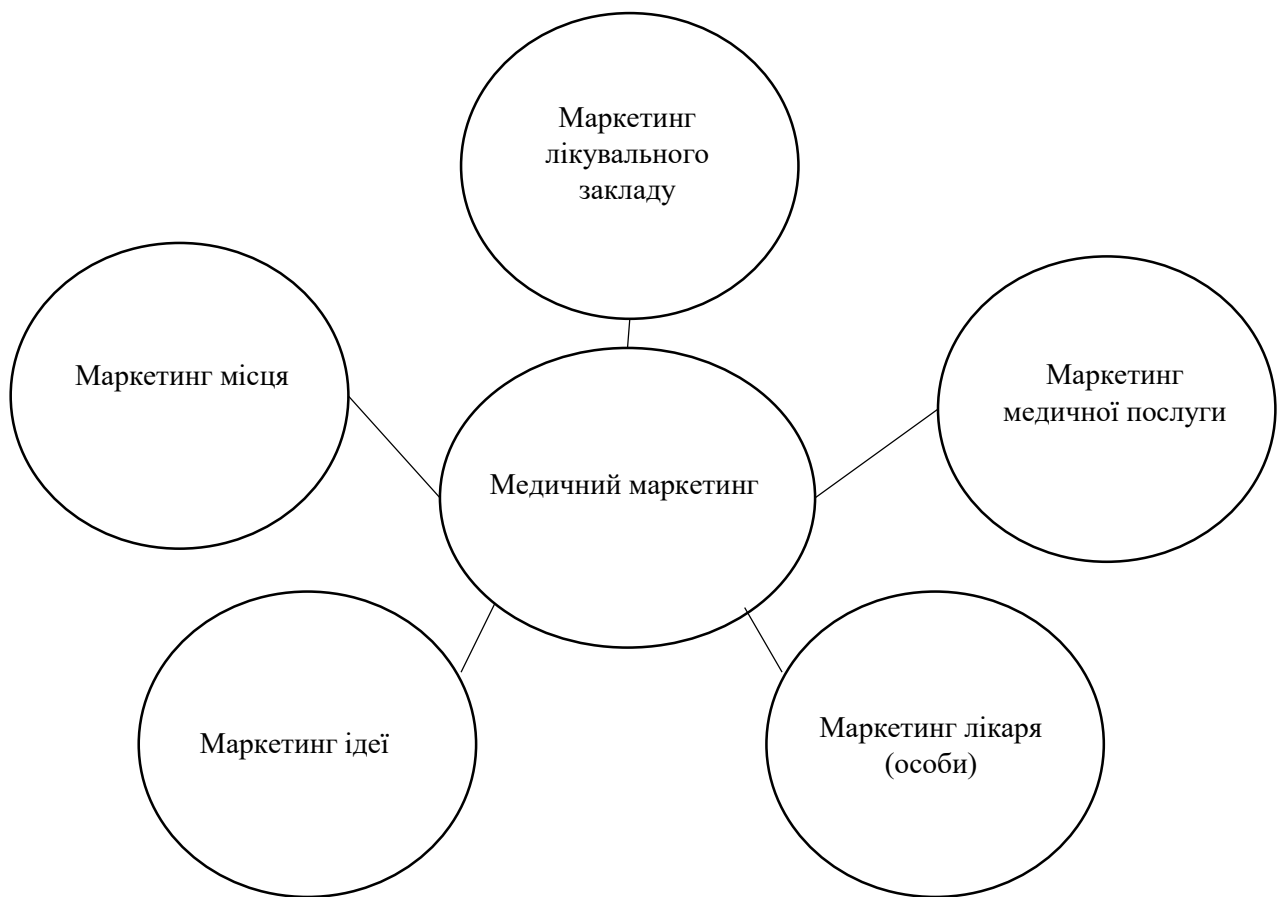 Маркетинг
лікувального
закладу
Маркетинг місця
Маркетинг
медичної послуги
Медичний маркетинг
Маркетинг ідеї
Маркетинг лікаря
(особи)